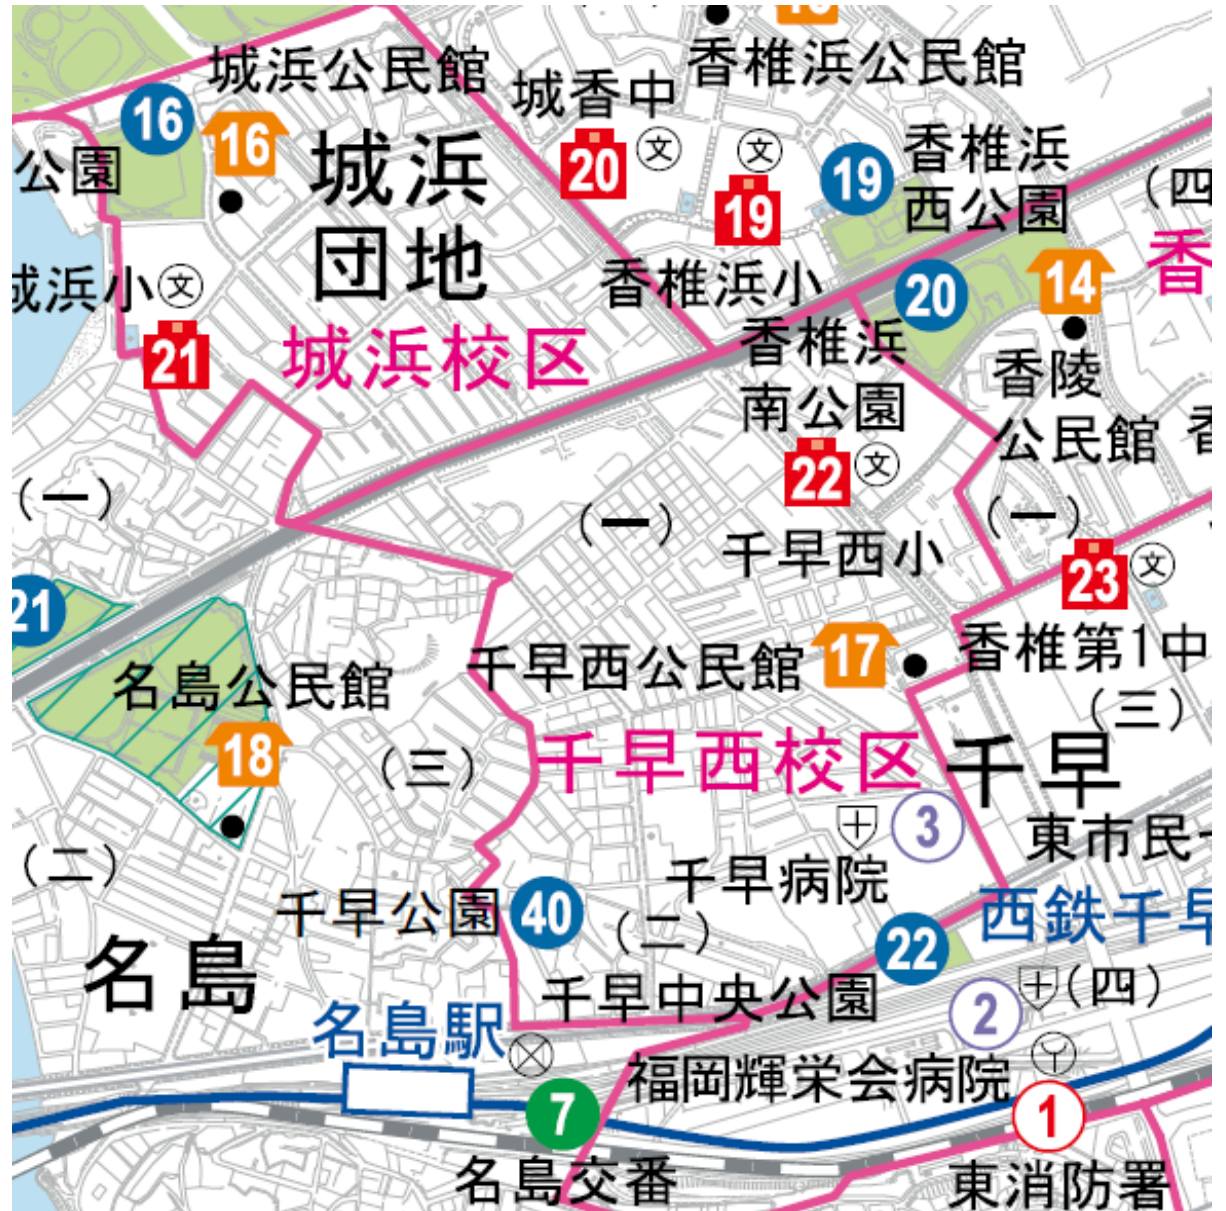 城浜公民館
城香中
香椎浜公民館
16
16
20
文
19
文
19
香椎浜
西公園
(四
公園
城浜
団地
香
城浜小
文
21
香椎浜小
20
14
城浜校区
香椎浜
南公園
香陵
公民館
22
文
(一)
(一)
(一)
千早西小
23
文
21
名島公民館
18
千早西公民館
17
香椎第1中
(三)
(三)
千早西校区
千早
3
東市民
(二)
千早病院
千早公園
40
(二)
西鉄千早
22
名島
千早中央公園
2
(四)
名島駅
福岡輝栄会病院
7
1
名島交番
東消防署